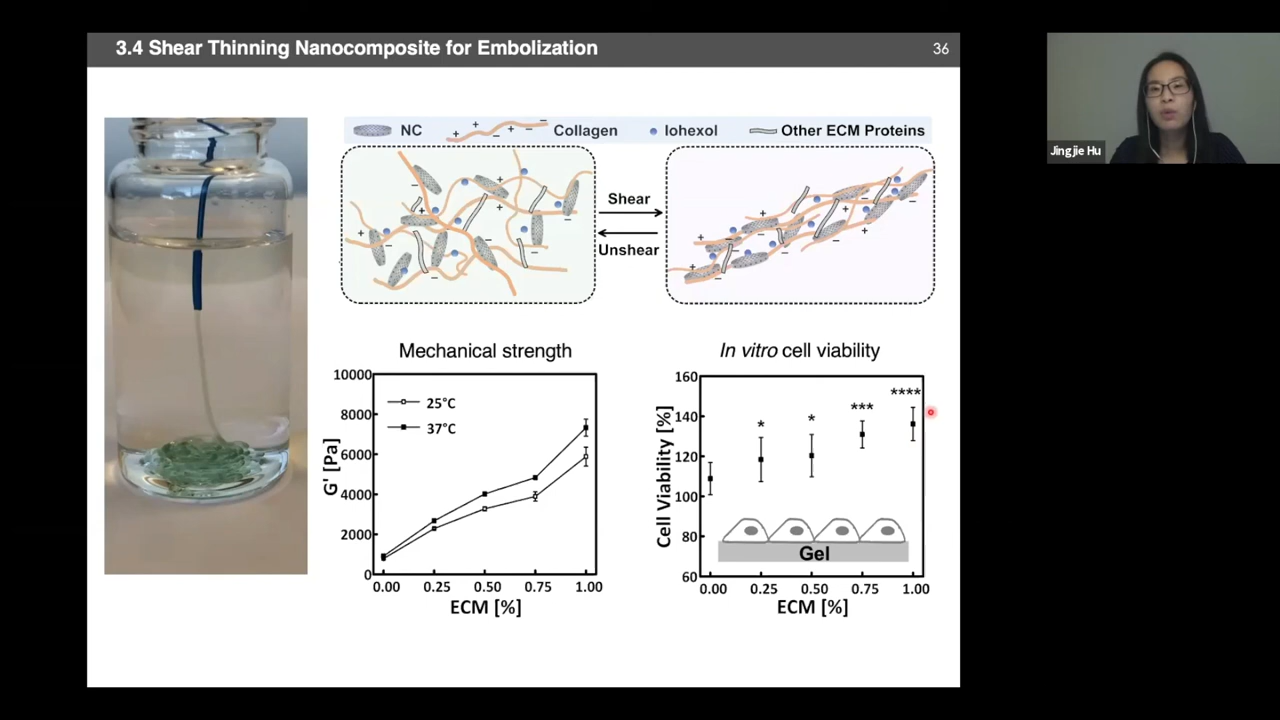 3.4 Shear Thinning Nanocomposite for Embolization
36
Jingjie Hu
NC
Collagen
Iohexol
Other ECM Proteins
Shear
Unshear
Mechanical strength
10000
8000
6000
4000
2000
0
G' [Pa]
25°C
37°C
0.00 0.25 0.50 0.75 1.00
ECM [%]
In vitro cell viability
160
140
120
100
80
60
Cell Viability [%]
* * *** ****
Gel
0.00 0.25 0.50 0.75 1.00
ECM [%]